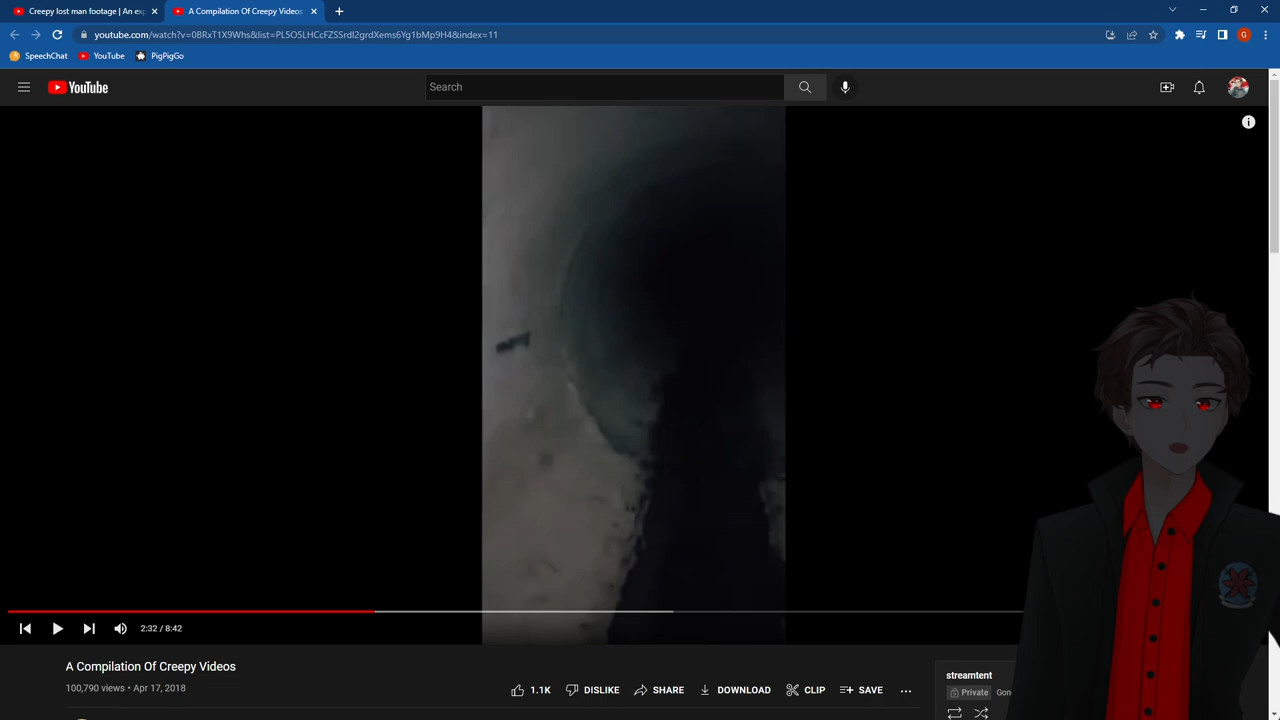 Creepy lost man footage | An ex
A Compilation Of Creepy Videos
youtube.com/watch?v=0BRxT1X9Whs&list=PL5O5LHCcFZSSrdI2grdXems6Yg1bMp9H4&index=11
G
SpeechChat
YouTube
PigPigGo
YouTube
Search
2:32 / 8:42
A Compilation Of Creepy Videos
100,790 views • Apr 17, 2018
1.1K
DISLIKE
SHARE
DOWNLOAD
CLIP
SAVE
streamtent
Private